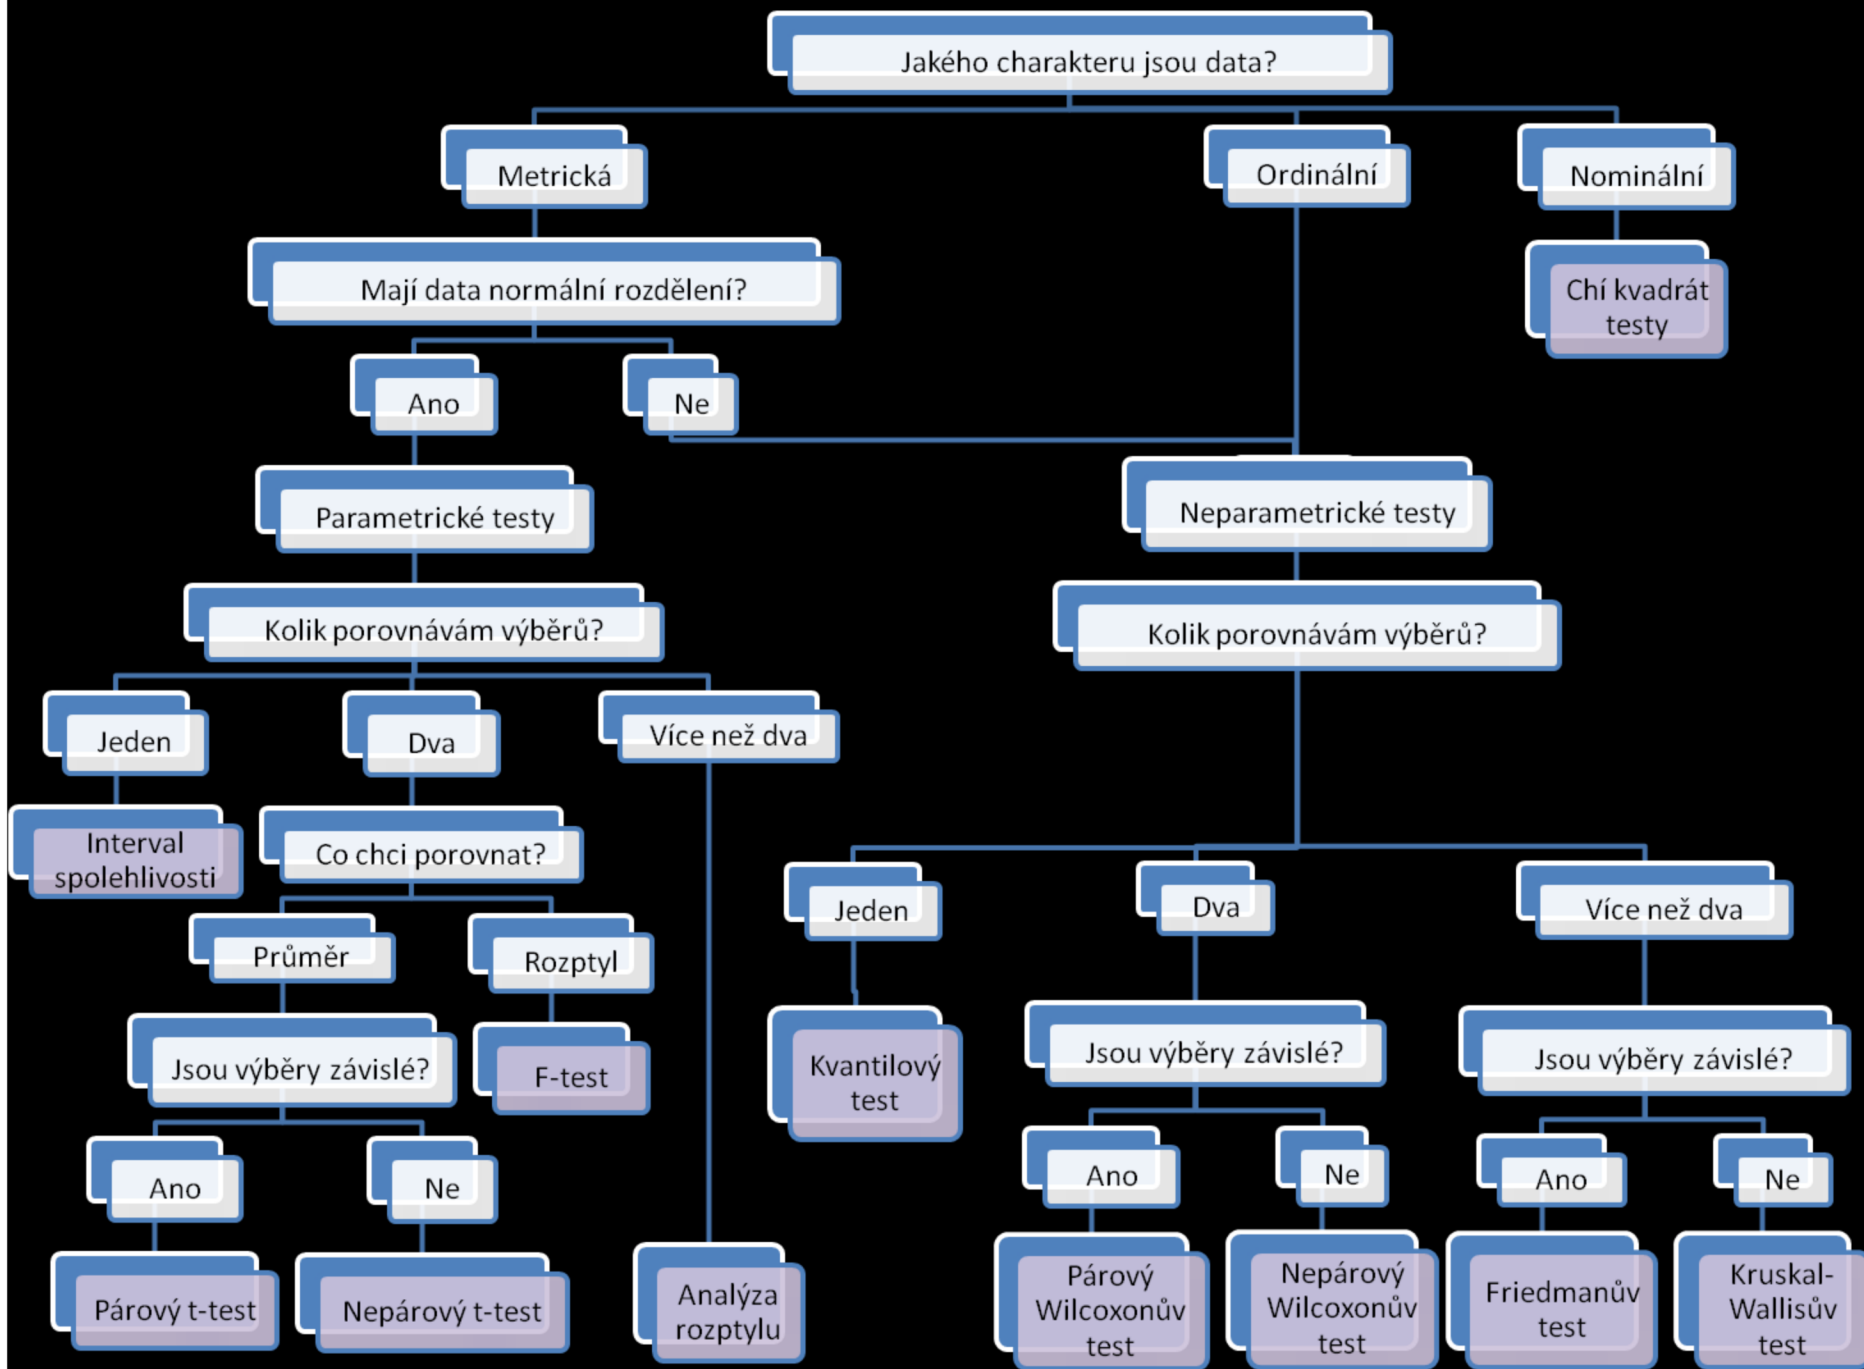 Jakého charakteru jsou data?
Metrická
Ordinální
Nominální
Mají data normální rozdělení?
Chí kvadrát
testy
Ano
Ne
Parametrické testy
Neparametrické testy
Kolik porovnávám výběrů?
Kolik porovnávám výběrů?
Jeden
Dva
Více než dva
Interval
spolehlivosti
Co chci porovnat?
Jeden
Dva
Více než dva
Průměr
Rozptyl
Jsou výběry závislé?
F-test
Kvantilový
test
Jsou výběry závislé?
Jsou výběry závislé?
Ano
Ne
Ano
Ne
Ano
Ne
Párový t-test
Nepárový t-test
Analýza
rozptylu
Párový
Wilcoxonův
test
Nepárový
Wilcoxonův
test
Friedmanův
test
Kruskal-
Wallisův
test